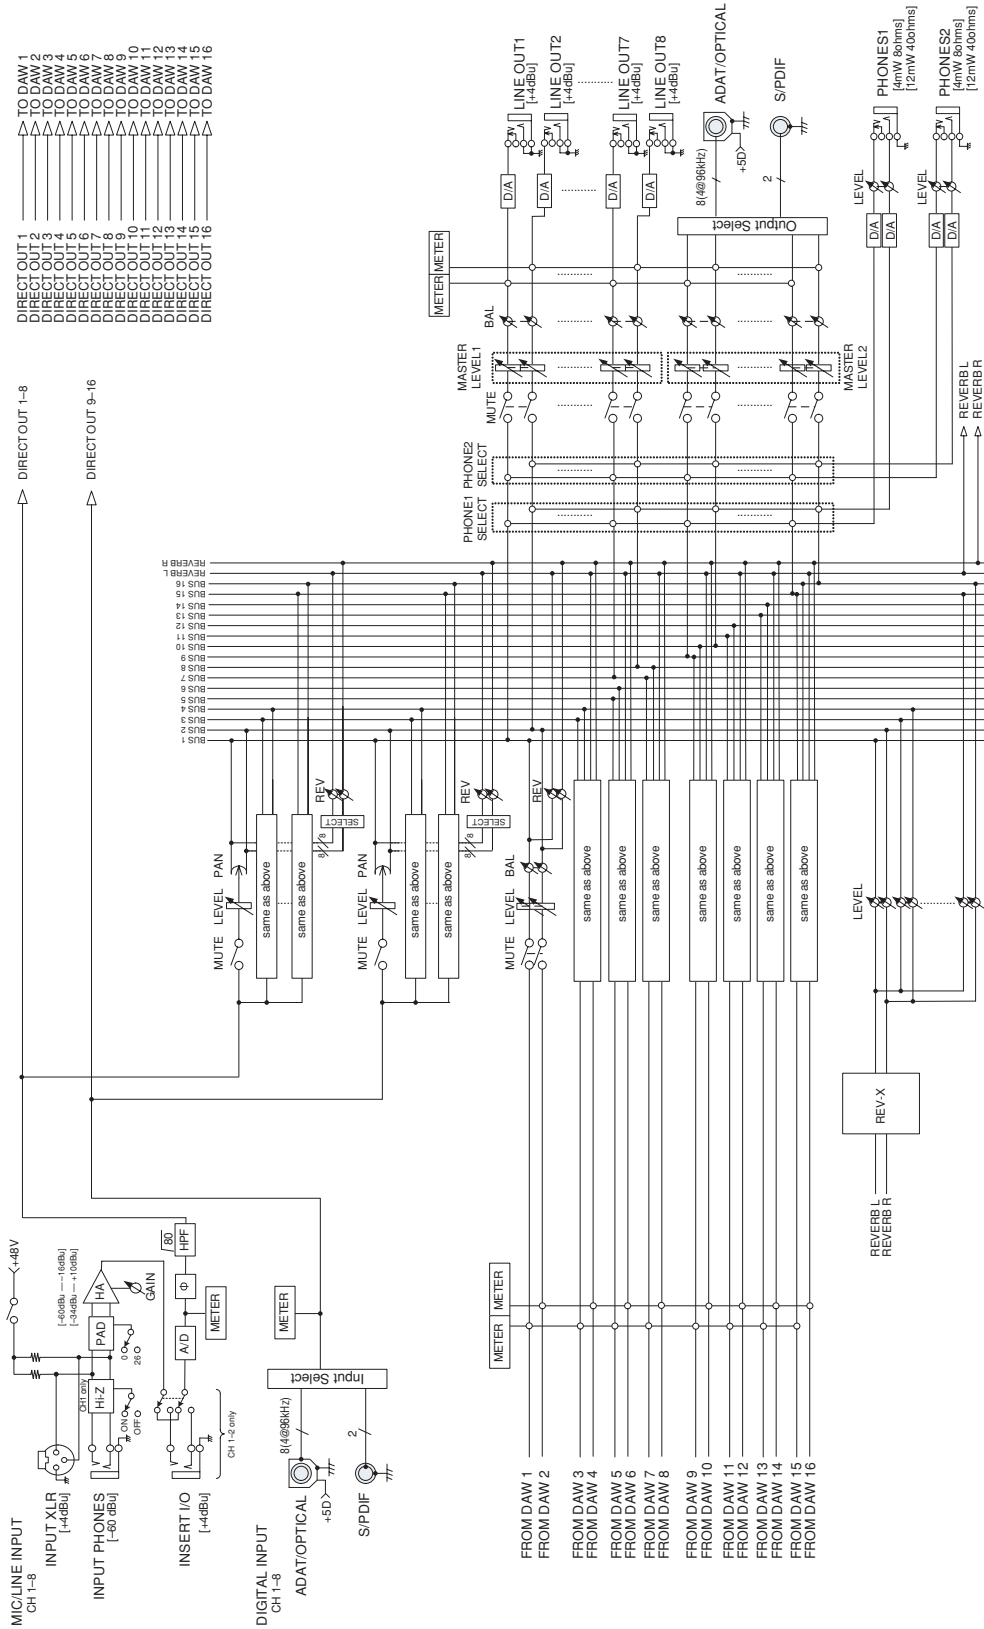 MIC/LINE INPUT
CH 1–8
INPUT XLR
[+4dBu]
INPUT PHONES
[–60 dBu]
INSERT I/O
[+4dBu]
+48V
[–60dBu — –16dBu]
[–34dBu — +10dBu]
CH1 only
Hi-Z
PAD
HA
GAIN
ON
OFF
0
26
CH 1–2 only
A/D
METER
Φ
80
HPF
DIGITAL INPUT
CH 1–8
ADAT/OPTICAL
+5D
S/PDIF
8(4@96kHz)
2
Input Select
METER
DIRECT OUT 1–8
DIRECT OUT 9–16
DIRECT OUT 1 TO DAW 1
DIRECT OUT 2 TO DAW 2
DIRECT OUT 3 TO DAW 3
DIRECT OUT 4 TO DAW 4
DIRECT OUT 5 TO DAW 5
DIRECT OUT 6 TO DAW 6
DIRECT OUT 7 TO DAW 7
DIRECT OUT 8 TO DAW 8
DIRECT OUT 9 TO DAW 9
DIRECT OUT 10 TO DAW 10
DIRECT OUT 11 TO DAW 11
DIRECT OUT 12 TO DAW 12
DIRECT OUT 13 TO DAW 13
DIRECT OUT 14 TO DAW 14
DIRECT OUT 15 TO DAW 15
DIRECT OUT 16 TO DAW 16
MUTE LEVEL PAN
same as above
same as above
8 8
SELECT
REV
MUTE LEVEL PAN
same as above
same as above
8 8
SELECT
REV
BUS 1
BUS 2
BUS 3
BUS 4
BUS 5
BUS 6
BUS 7
BUS 8
BUS 9
BUS 10
BUS 11
BUS 12
BUS 13
BUS 14
BUS 15
BUS 16
REVERB L
REVERB R
FROM DAW 1
FROM DAW 2
FROM DAW 3
FROM DAW 4
FROM DAW 5
FROM DAW 6
FROM DAW 7
FROM DAW 8
FROM DAW 9
FROM DAW 10
FROM DAW 11
FROM DAW 12
FROM DAW 13
FROM DAW 14
FROM DAW 15
FROM DAW 16
METER METER
MUTE LEVEL BAL
REV
same as above
same as above
same as above
same as above
same as above
same as above
same as above
REVERB L
REVERB R
REV-X
LEVEL
REVERB L
REVERB R
PHONE1
SELECT
PHONE2
SELECT
MUTE
MASTER
LEVEL1
MASTER
LEVEL2
BAL
METER METER
D/A
D/A
D/A
D/A
LINE OUT1
[+4dBu]
LINE OUT2
[+4dBu]
LINE OUT7
[+4dBu]
LINE OUT8
[+4dBu]
Output Select
8(4@96kHz)
2
ADAT/OPTICAL
+5D
S/PDIF
D/A
D/A
LEVEL
PHONES1
[4mW 8ohms]
[12mW 40ohms]
D/A
D/A
LEVEL
PHONES2
[4mW 8ohms]
[12mW 40ohms]